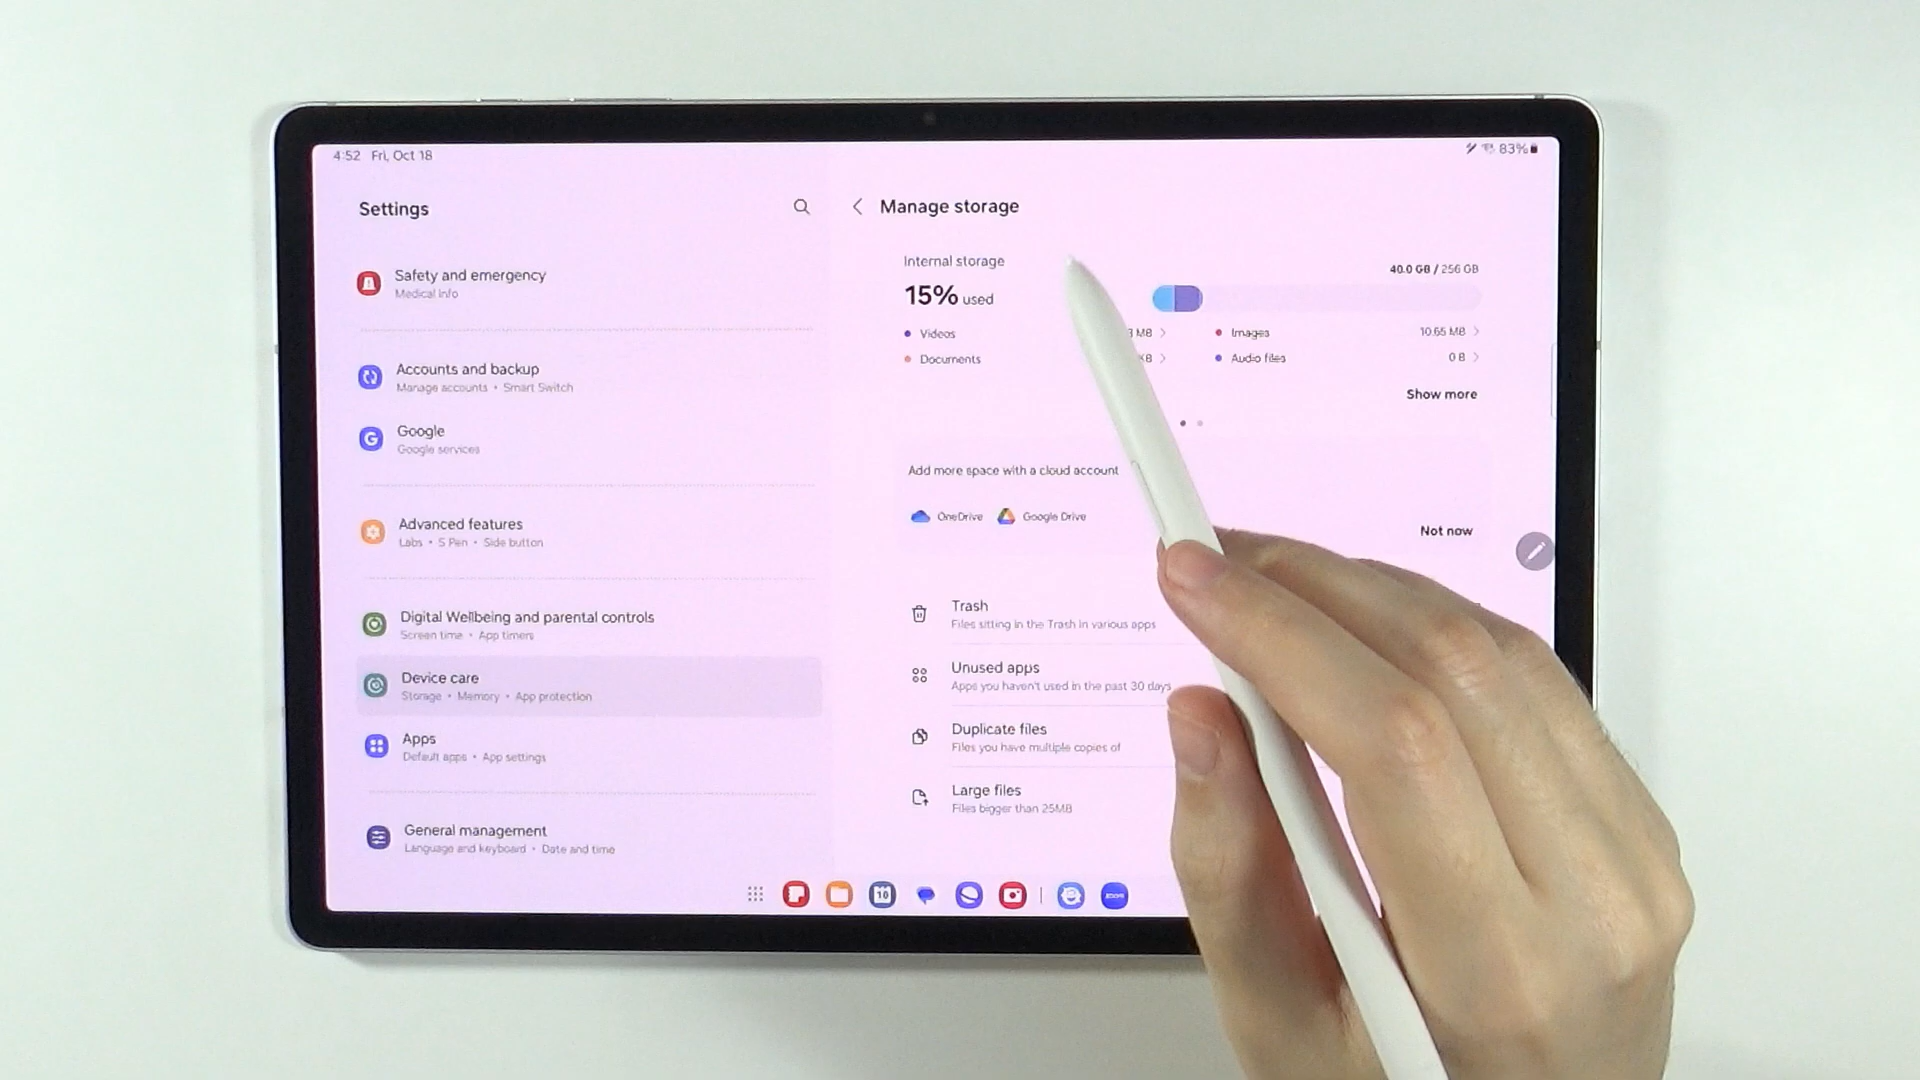 4:52 Fri, Oct 18
83%
Settings
Safety and emergency
Medical info
Accounts and backup
Manage accounts • Smart Switch
Google
Google services
Advanced features
Labs • S Pen • Side button
Digital Wellbeing and parental controls
Screen time • App timers
Device care
Storage • Memory • App protection
Apps
Default apps • App settings
General management
Language and keyboard • Date and time
Manage storage
Internal storage
40.0 GB / 256 GB
15% used
Videos
MB
Images
10.65 MB
Documents
KB
Audio files
0 B
Show more
Add more space with a cloud account
OneDrive
Google Drive
Not now
Trash
Files sitting in the Trash in various apps
Unused apps
Apps you haven't used in the past 30 days
Duplicate files
Files you have multiple copies of
Large files
Files bigger than 25MB
10
zoom